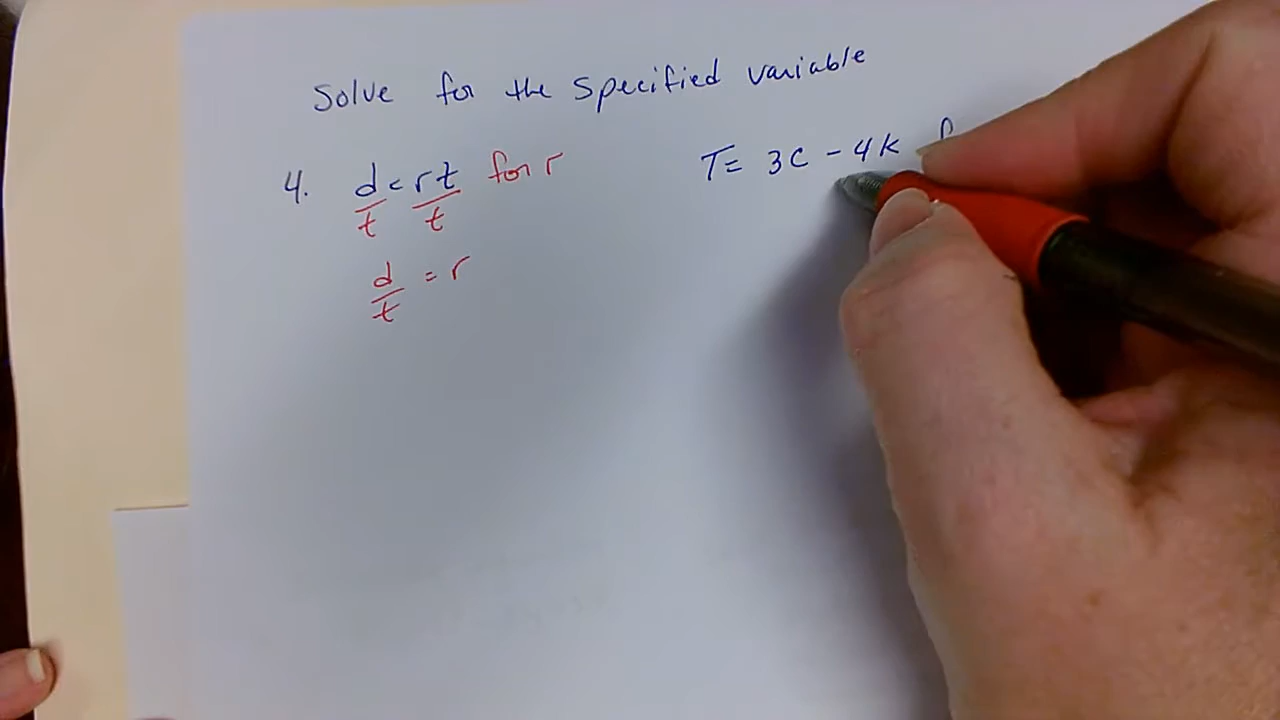 Solve for the specified variable
4. d = rt for r
t t
d/t = r
T = 3C - 4K